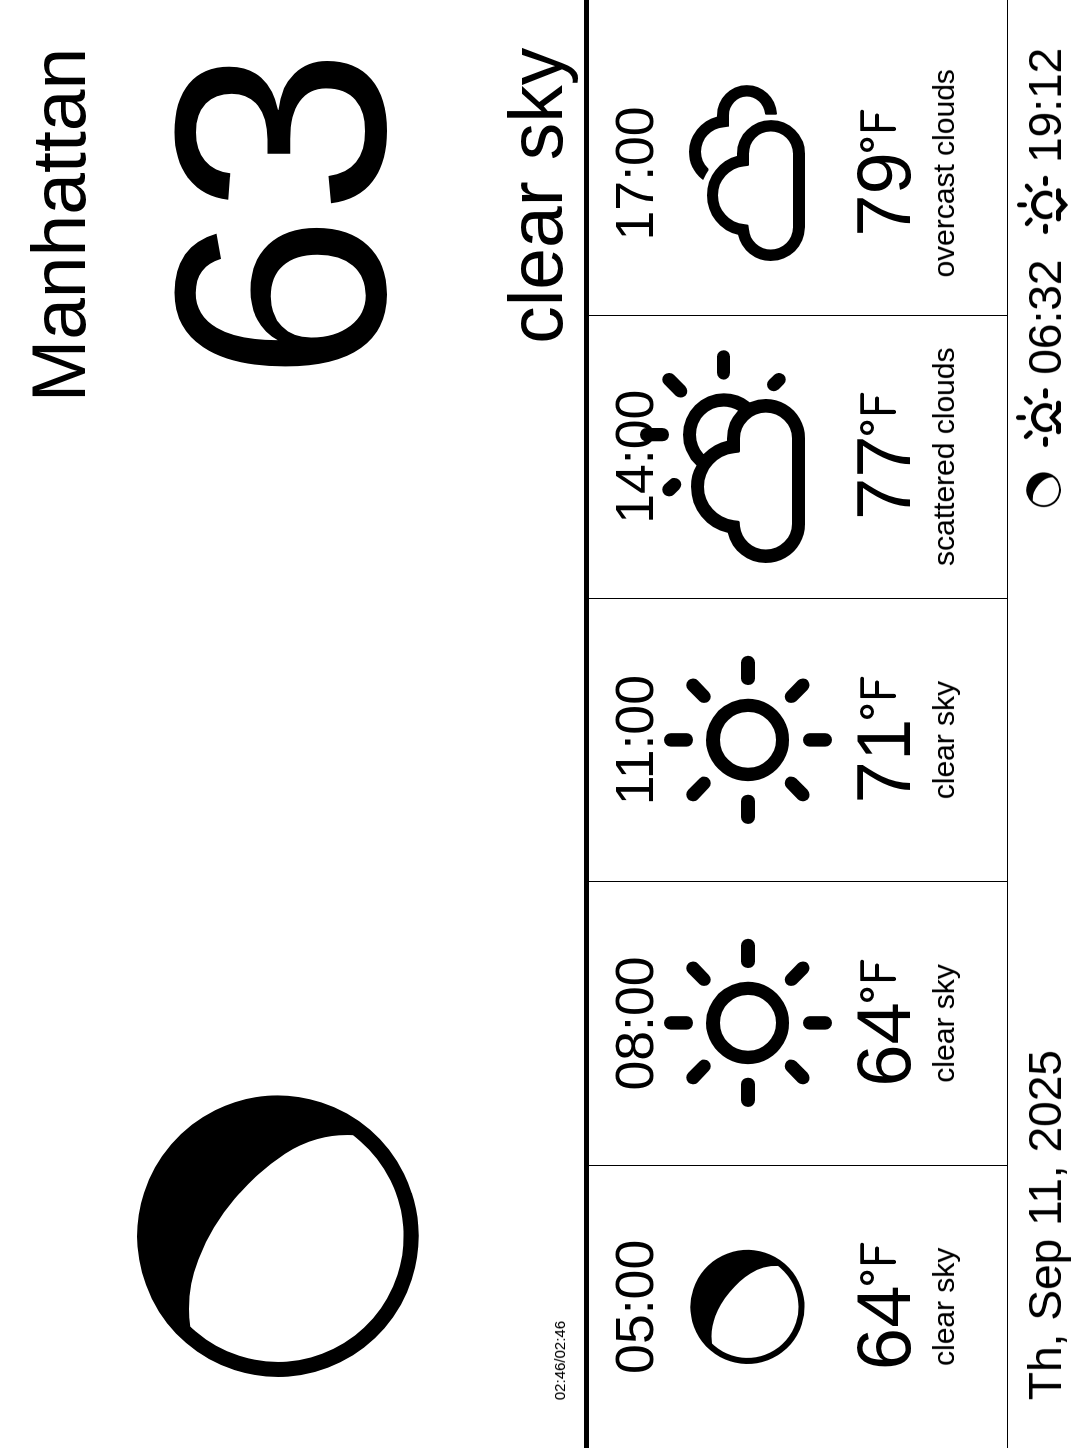 Manhattan
63
clear sky
02:46/02:46
05:00 08:00 11:00 14:00 17:00
64°F 64°F 71°F 77°F 79°F
clear sky clear sky clear sky scattered clouds overcast clouds
Th, Sep 11, 2025 06:32 19:12